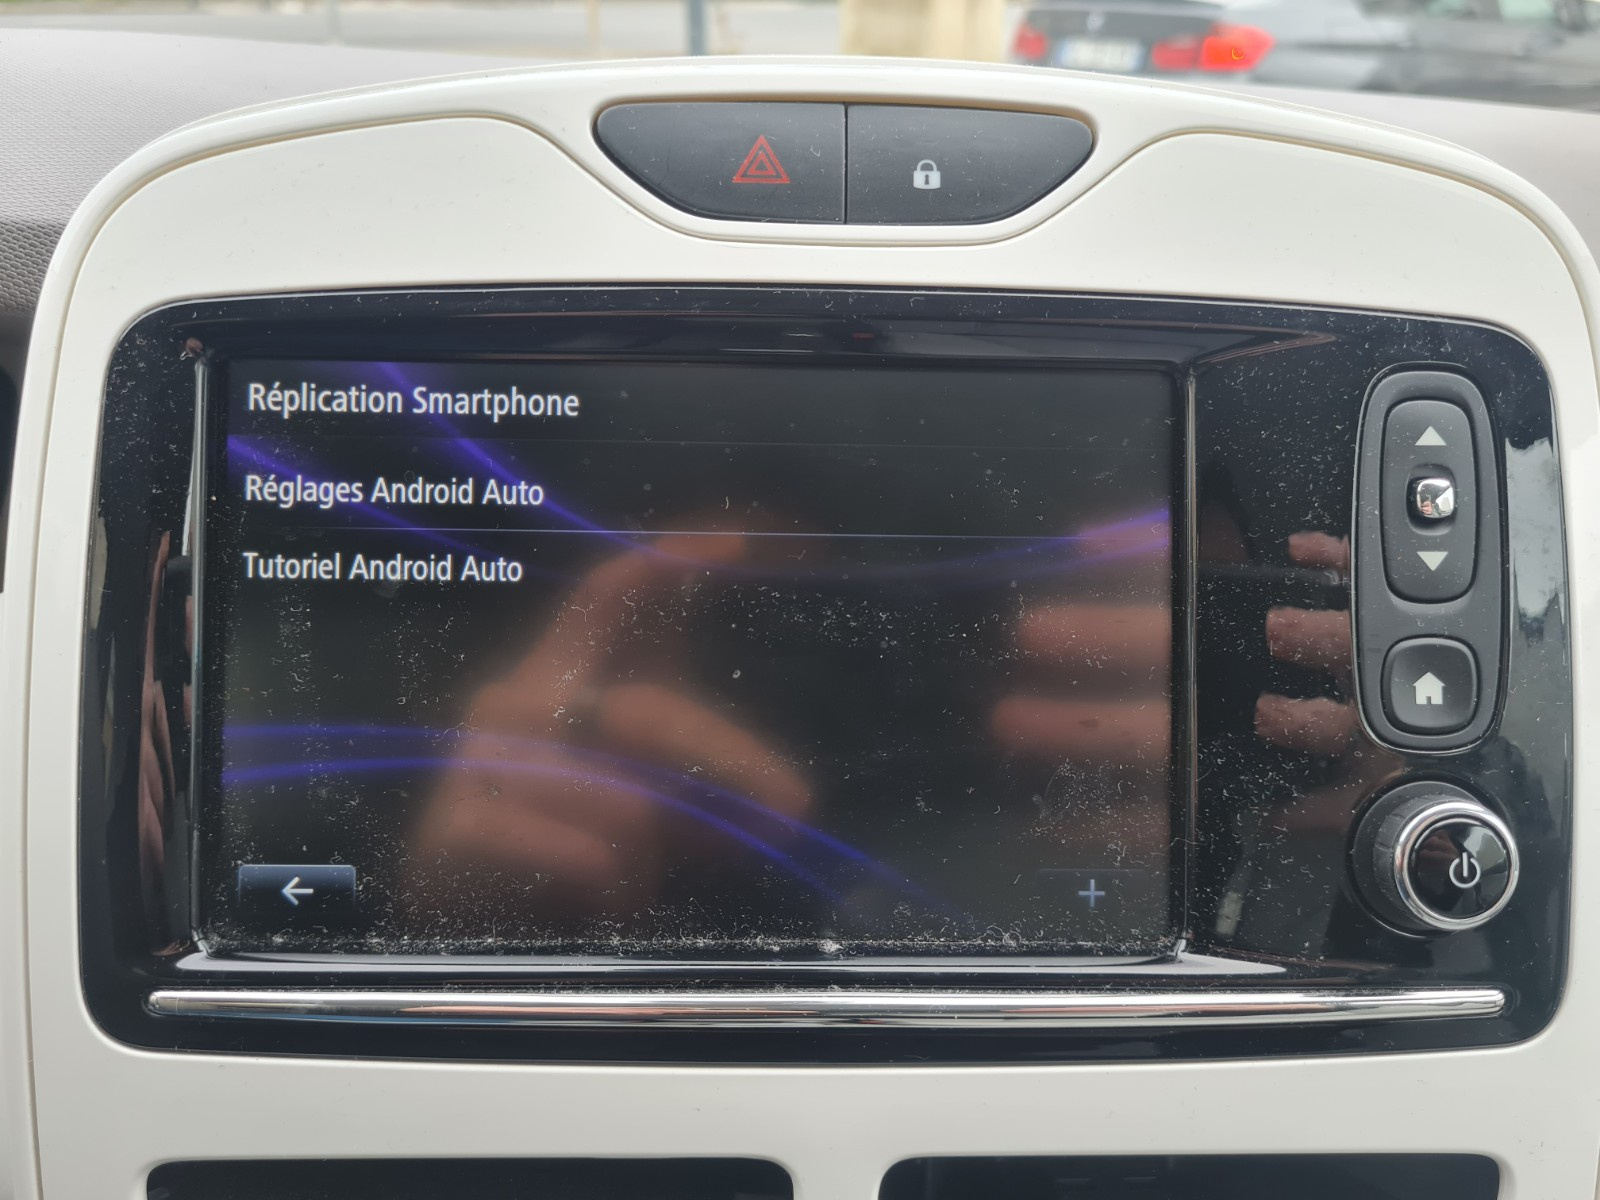 Réplication Smartphone
Réglages Android Auto
Tutoriel Android Auto